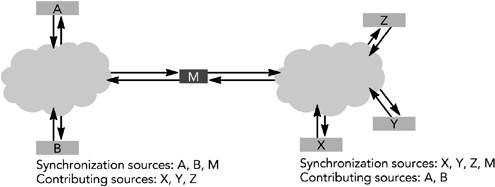 A
Z
M
Y
B
X
Synchronization sources: A, B, M
Contributing sources: X, Y, Z
Synchronization sources: X, Y, Z, M
Contributing sources: A, B